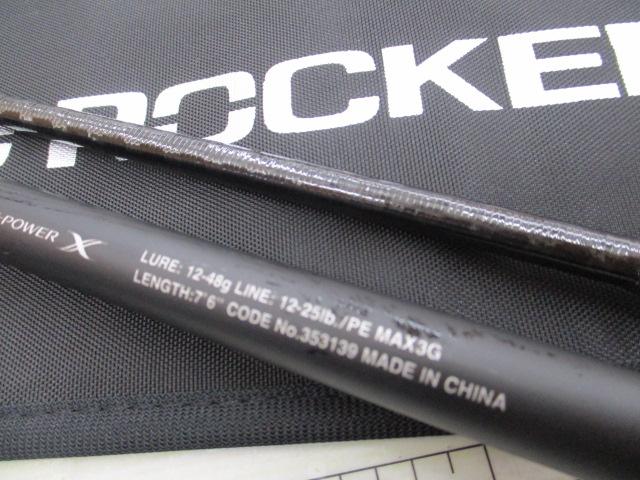 ROCKE
-POWER X
LURE: 12-48g LINE: 12-25lb./PE MAX3G
LENGTH:7'6" CODE No.353139 MADE IN CHINA